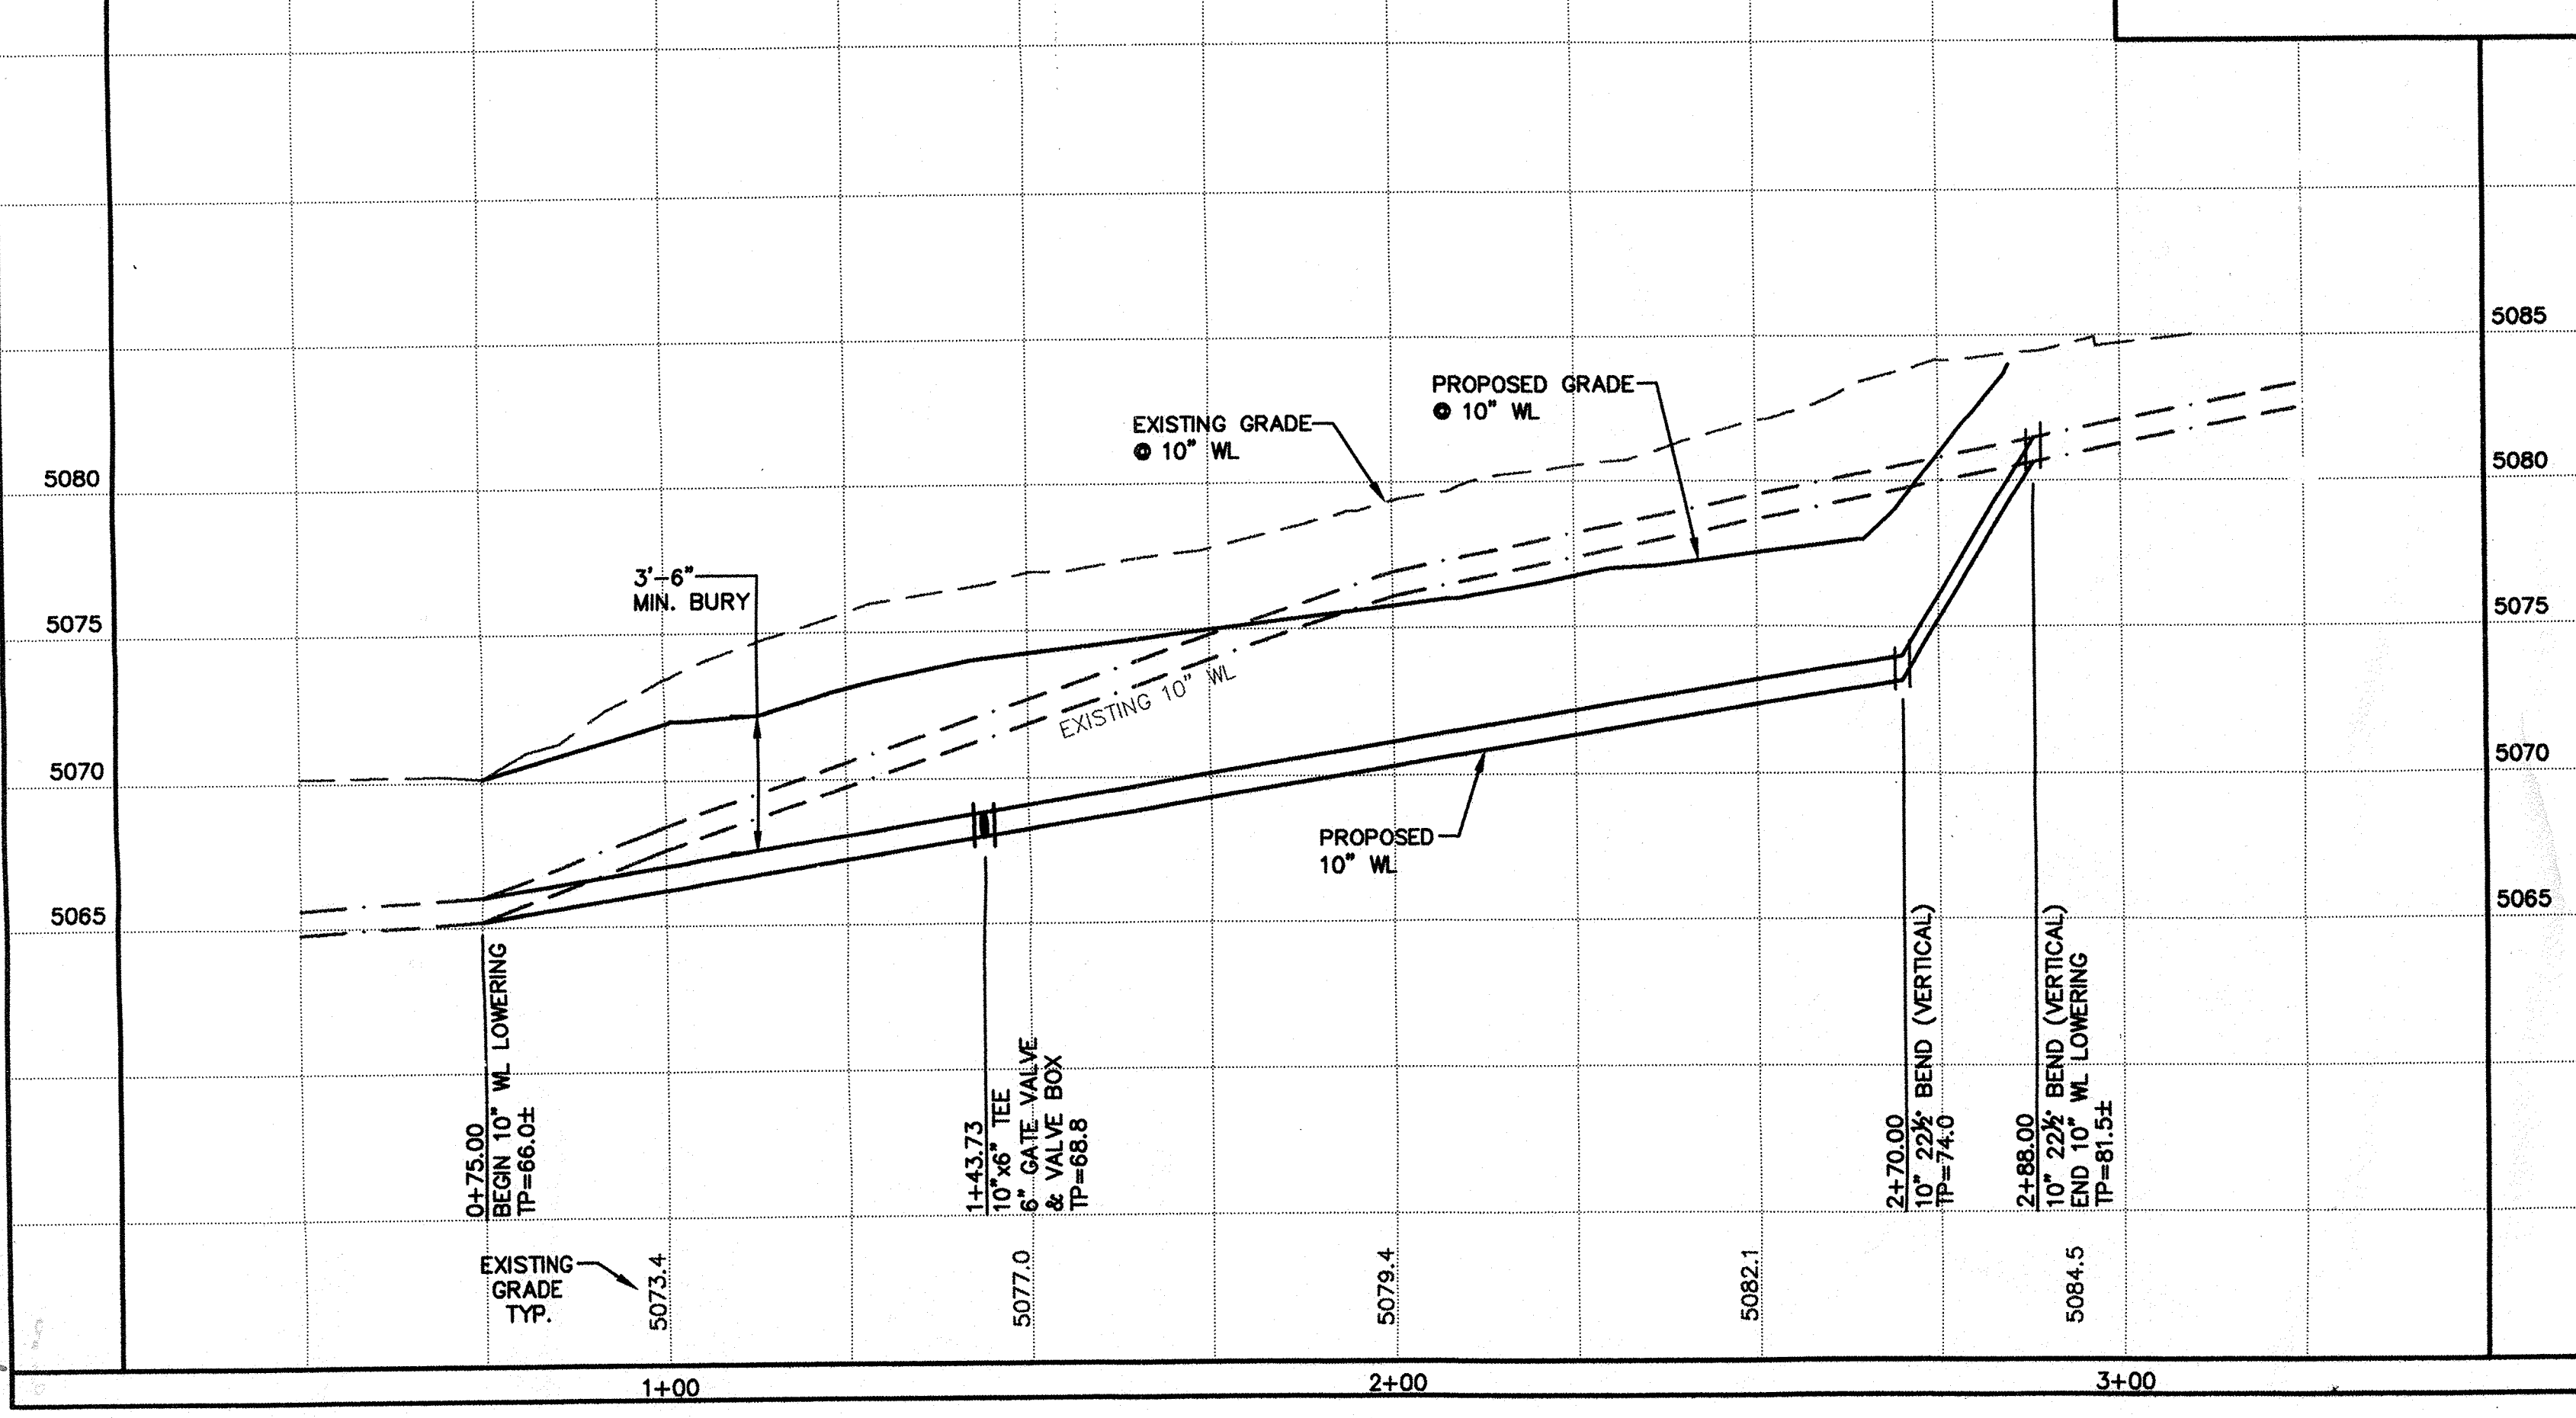 5085
PROPOSED GRADE
@ 10" WL
EXISTING GRADE
@ 10" WL
5080
5080
3'-6"
MIN. BURY
5075
5075
EXISTING 10" WL
5070
5070
PROPOSED
10" WL
5065
5065
0+75.00
BEGIN 10" WL LOWERING
TP=66.0±
1+43.73
10"x6" TEE
6" GATE VALVE
& VALVE BOX
TP=68.8
2+70.00
10" 22½° BEND (VERTICAL)
TP=74.0
2+88.00
10" 22½° BEND (VERTICAL)
END 10" WL LOWERING
TP=81.5±
EXISTING
GRADE
TYP.
5073.4
5077.0
5079.4
5082.1
5084.5
1+00
2+00
3+00